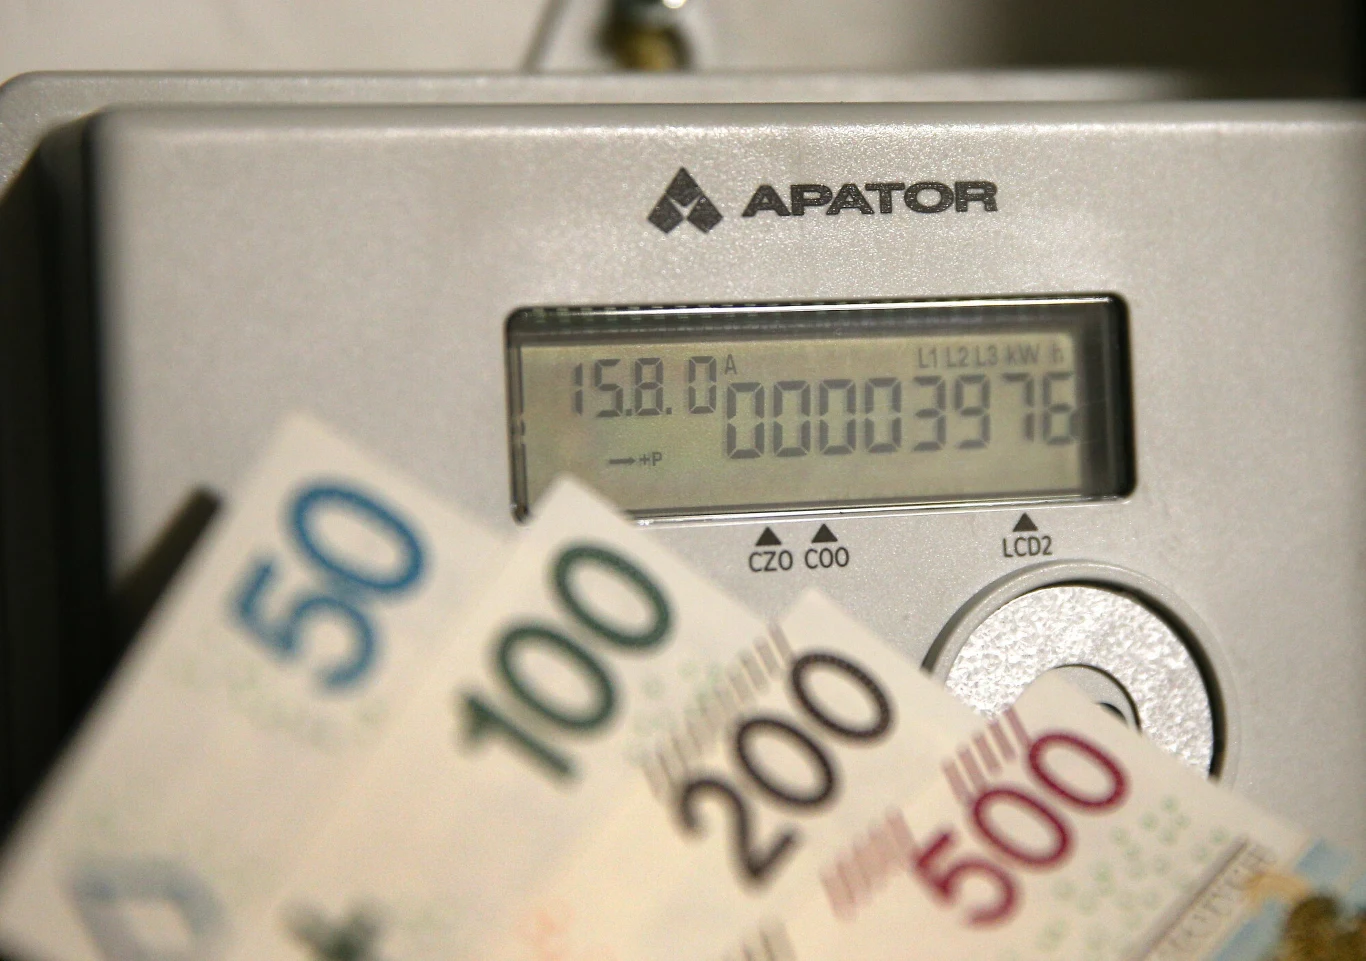 APATOR
L1 L2 L3 kW h
15.8.0 A 00003976
→+P
▲ ▲ ▲
CZO COO LCD2
50
100
200
500